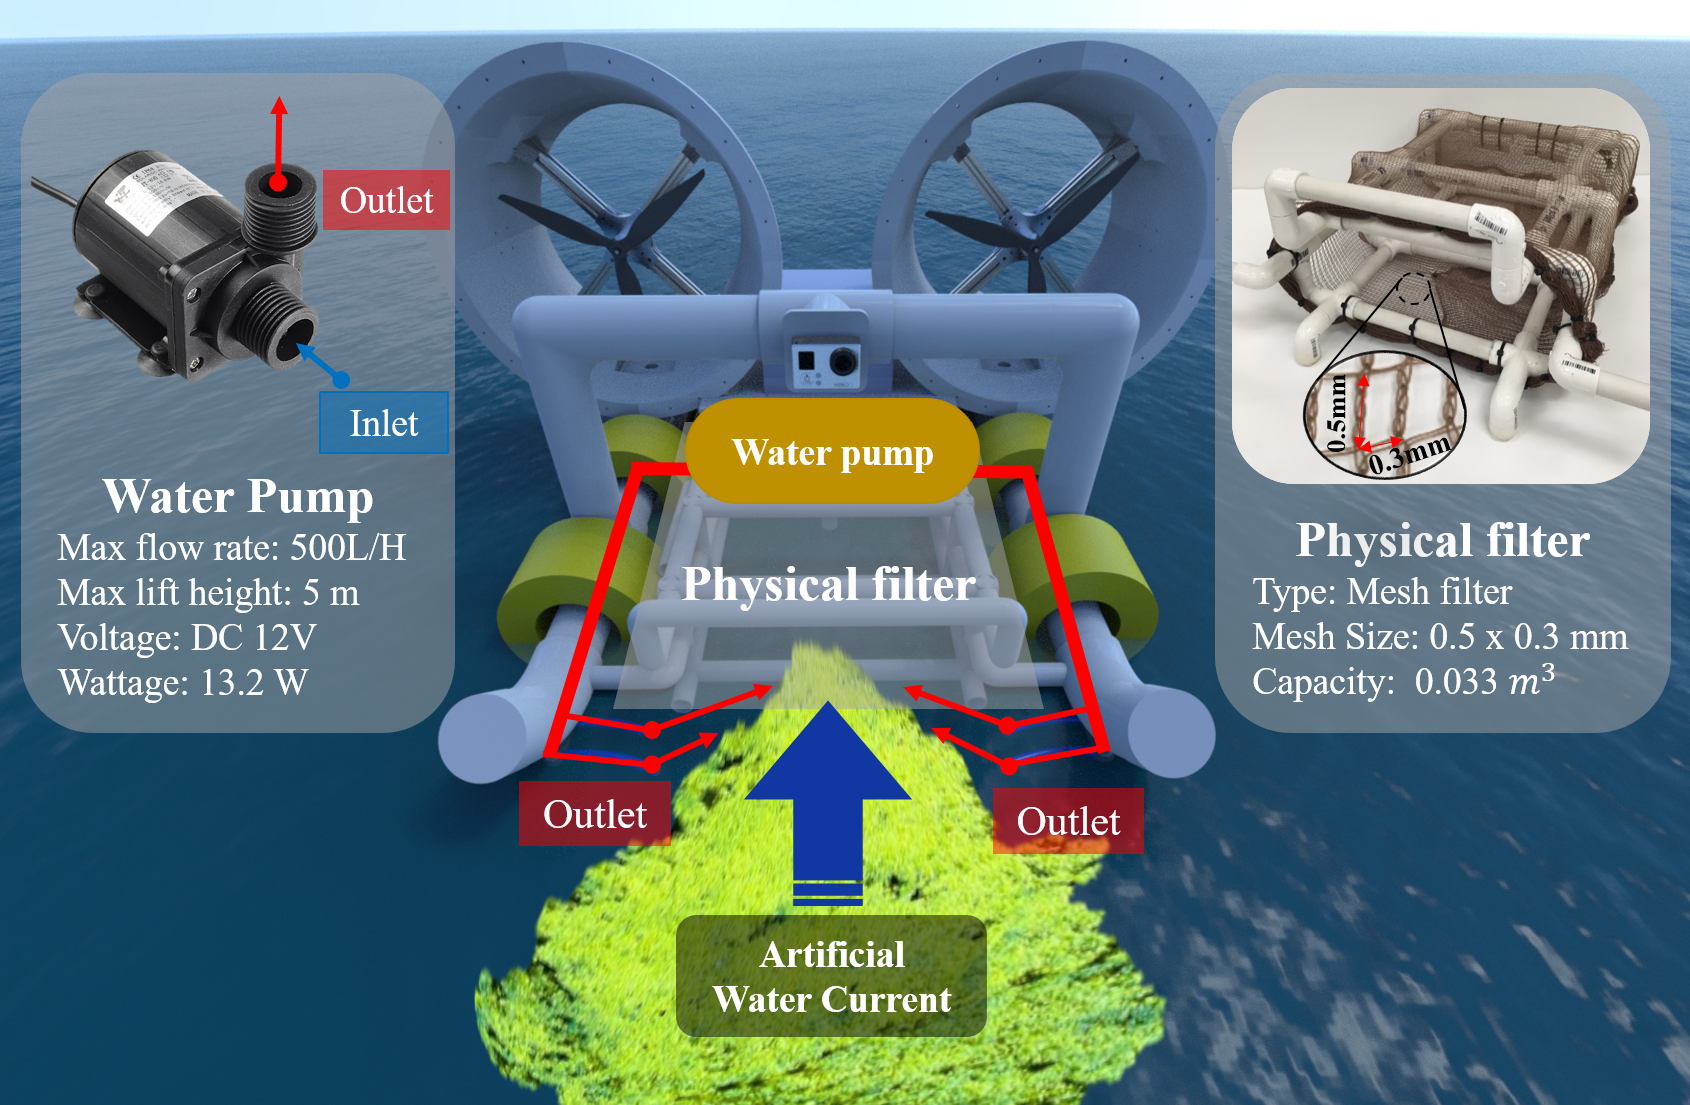 Outlet
Inlet
Water Pump
Max flow rate: 500L/H
Max lift height: 5 m
Voltage: DC 12V
Wattage: 13.2 W
Water pump
Physical filter
Outlet
Outlet
Artificial
Water Current
0.5mm
0.3mm
Physical filter
Type: Mesh filter
Mesh Size: 0.5 x 0.3 mm
Capacity: 0.033 m³